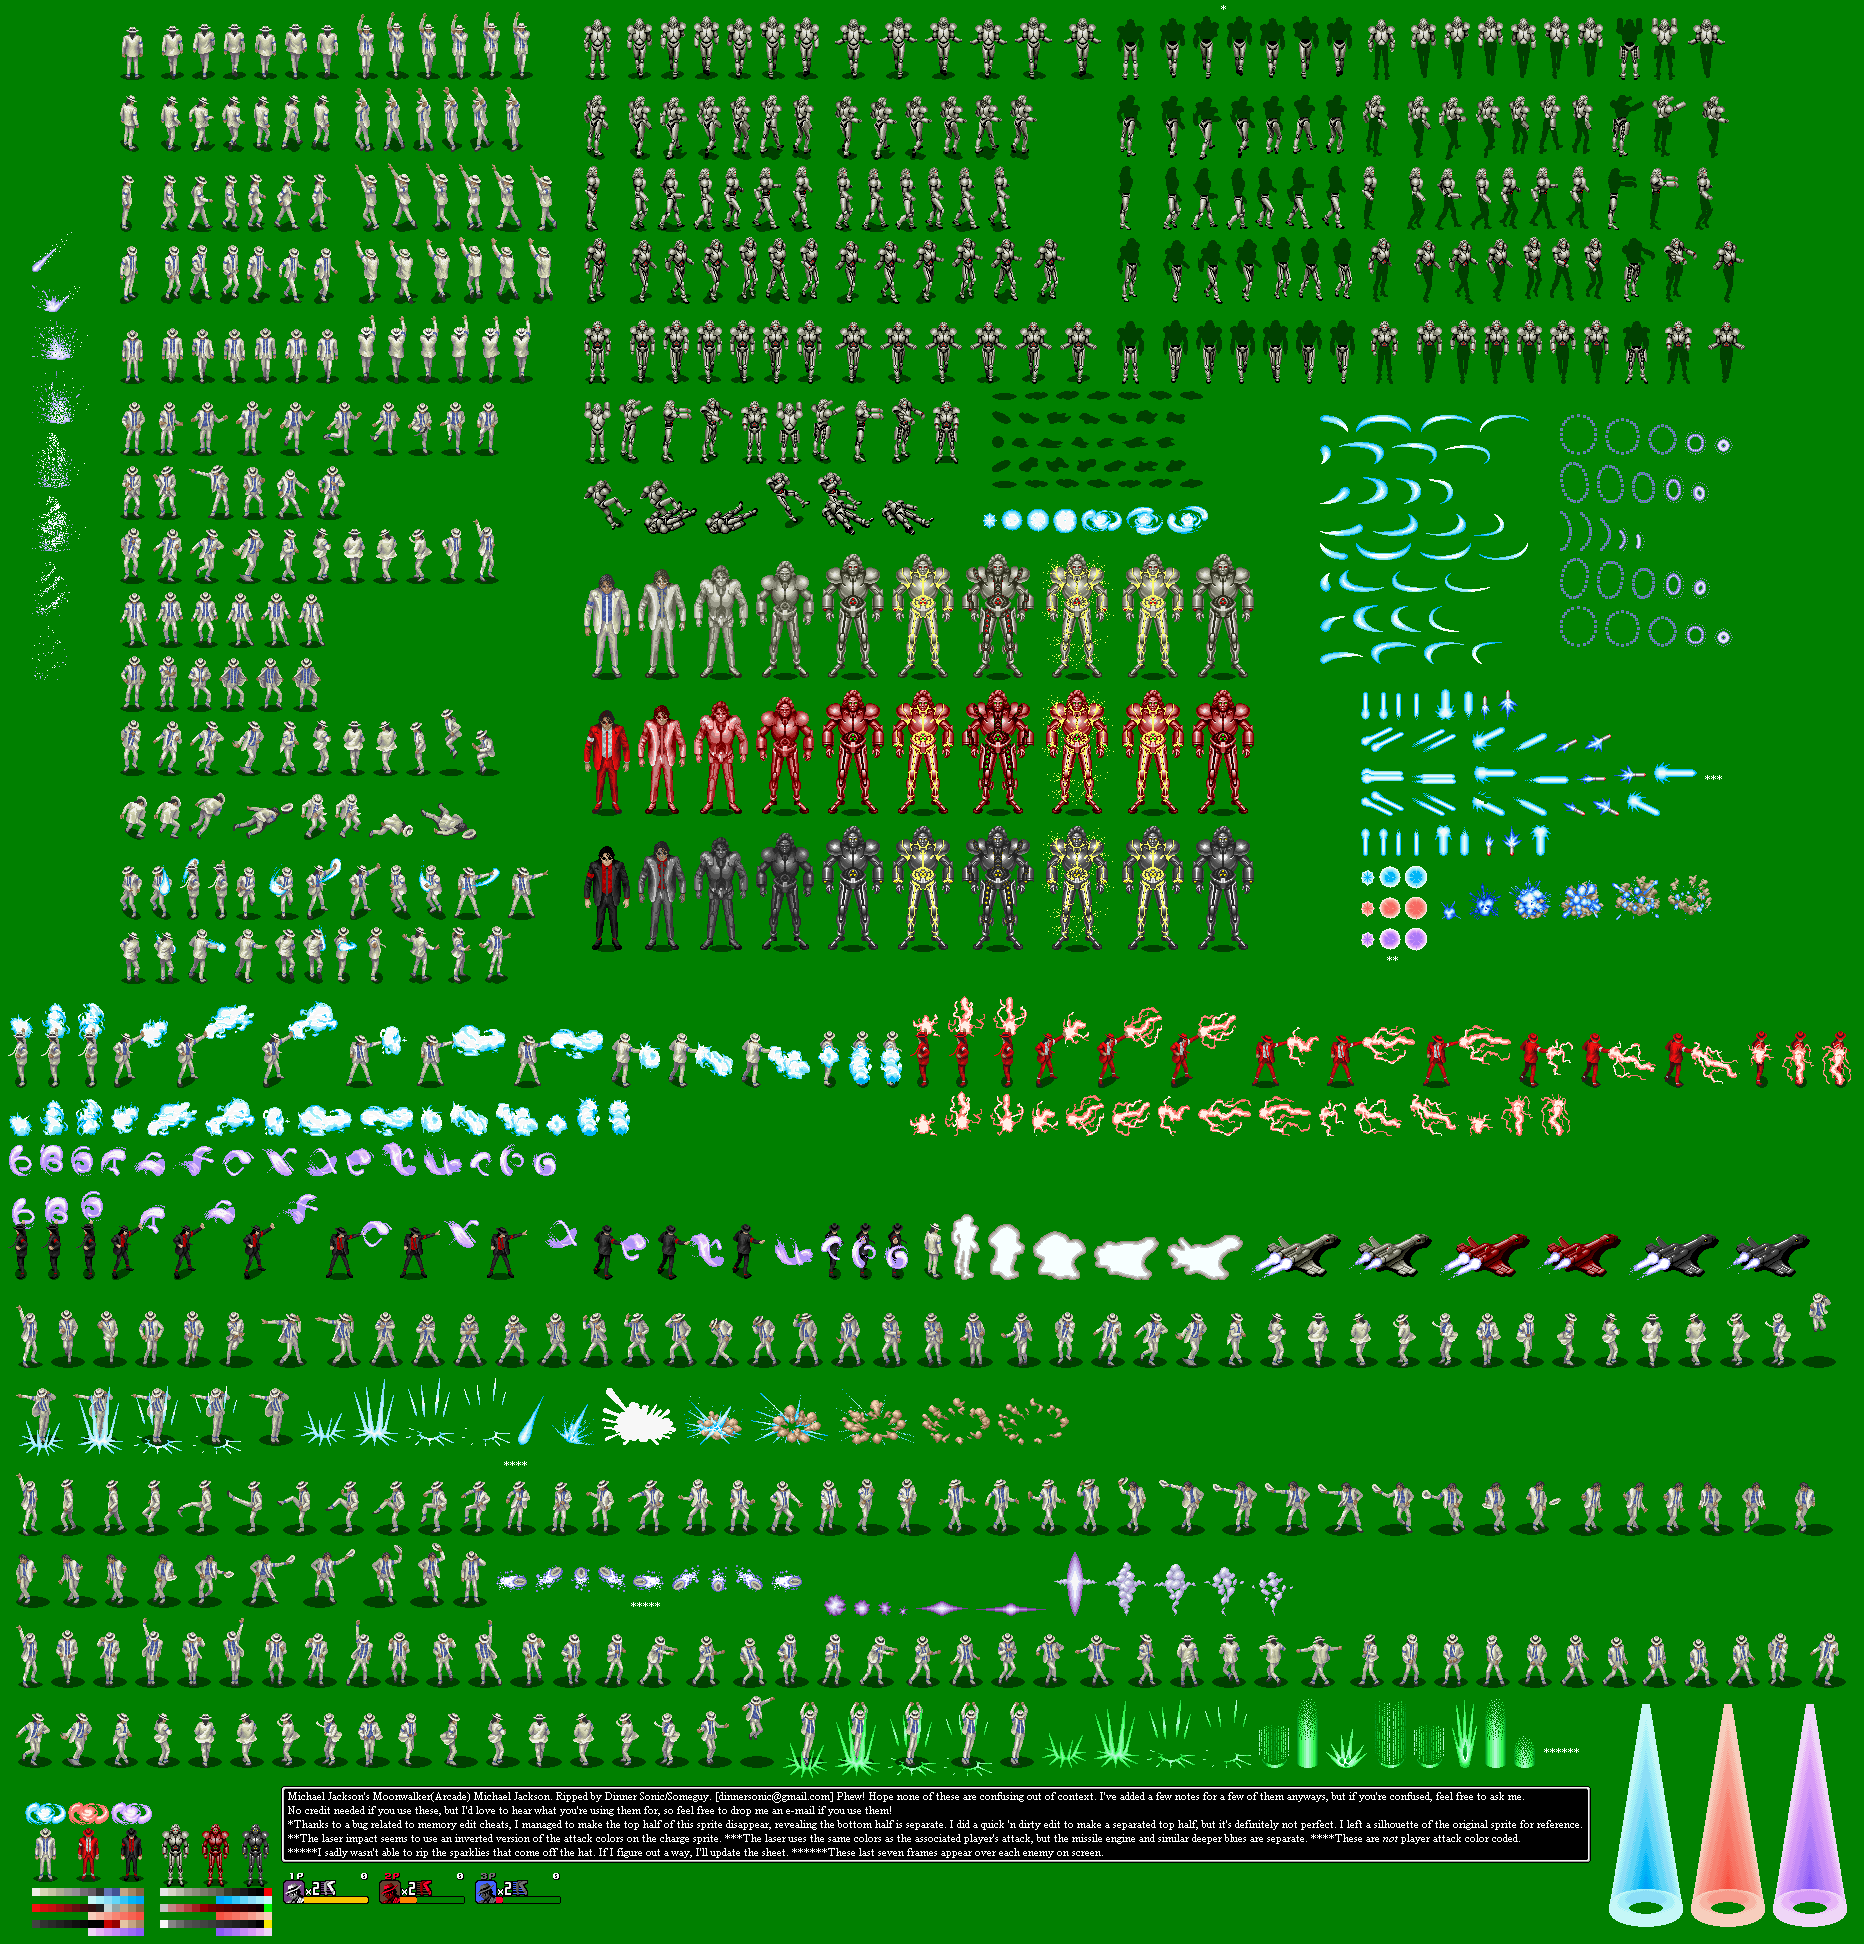 *
***
**
****
*****
******
Michael Jackson's Moonwalker(Arcade) Michael Jackson. Ripped by Dinner Sonic/Someguy. [dinnersonic@gmail.com] Phew! Hope none of these are confusing out of context. I've added a few notes for a few of them anyways, but if you're confused, feel free to ask me.
No credit needed if you use these, but I'd love to hear what you're using them for, so feel free to drop me an e-mail if you use them!
*Thanks to a bug related to memory edit cheats, I managed to make the top half of this sprite disappear, revealing the bottom half is separate. I did a quick 'n dirty edit to make a separated top half, but it's definitely not perfect. I left a silhouette of the original sprite for reference.
**The laser impact seems to use an inverted version of the attack colors on the charge sprite. ***The laser uses the same colors as the associated player's attack, but the missile engine and similar deeper blues are separate. ****These are not player attack color coded.
*****I sadly wasn't able to rip the sparklies that come off the hat. If I figure out a way, I'll update the sheet. ******These last seven frames appear over each enemy on screen.
1P 0 2P 0 3P 0
x2 x2 x2